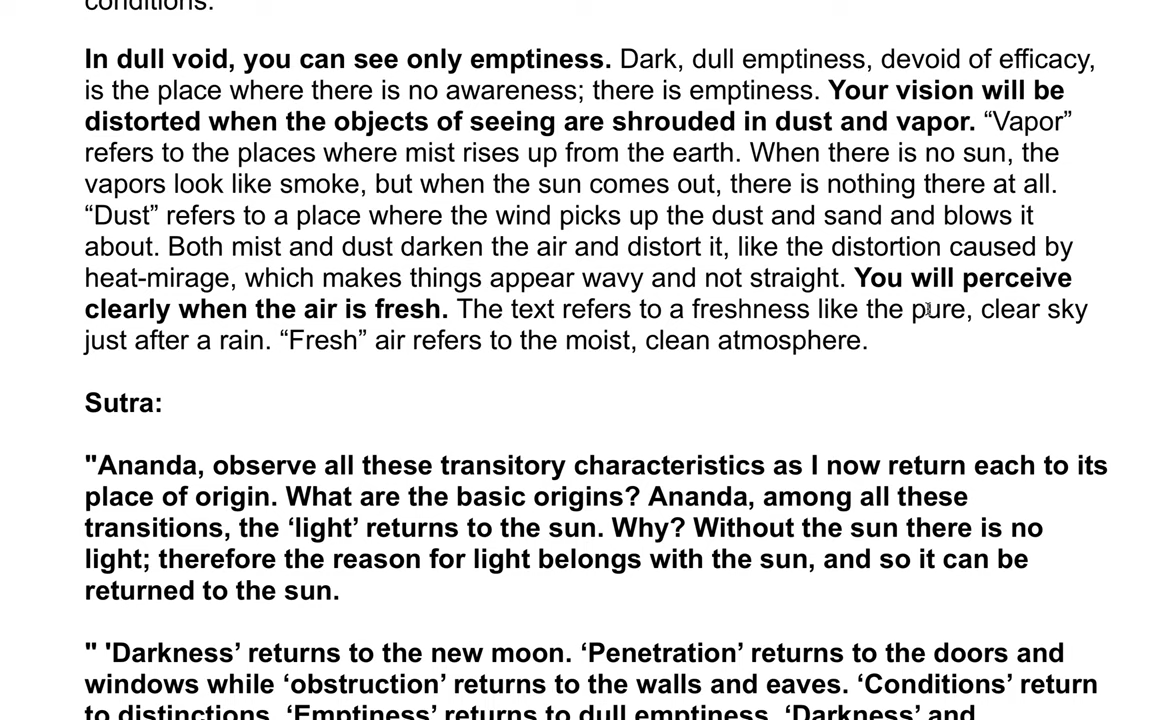 conditions.
In dull void, you can see only emptiness. Dark, dull emptiness, devoid of efficacy,
is the place where there is no awareness; there is emptiness. Your vision will be
distorted when the objects of seeing are shrouded in dust and vapor. “Vapor”
refers to the places where mist rises up from the earth. When there is no sun, the
vapors look like smoke, but when the sun comes out, there is nothing there at all.
“Dust” refers to a place where the wind picks up the dust and sand and blows it
about. Both mist and dust darken the air and distort it, like the distortion caused by
heat-mirage, which makes things appear wavy and not straight. You will perceive
clearly when the air is fresh. The text refers to a freshness like the pure, clear sky
just after a rain. “Fresh” air refers to the moist, clean atmosphere.
Sutra:
"Ananda, observe all these transitory characteristics as I now return each to its
place of origin. What are the basic origins? Ananda, among all these
transitions, the ‘light’ returns to the sun. Why? Without the sun there is no
light; therefore the reason for light belongs with the sun, and so it can be
returned to the sun.
" 'Darkness’ returns to the new moon. ‘Penetration’ returns to the doors and
windows while ‘obstruction’ returns to the walls and eaves. ‘Conditions’ return
to distinctions. ‘Emptiness’ returns to dull emptiness. ‘Darkness’ and